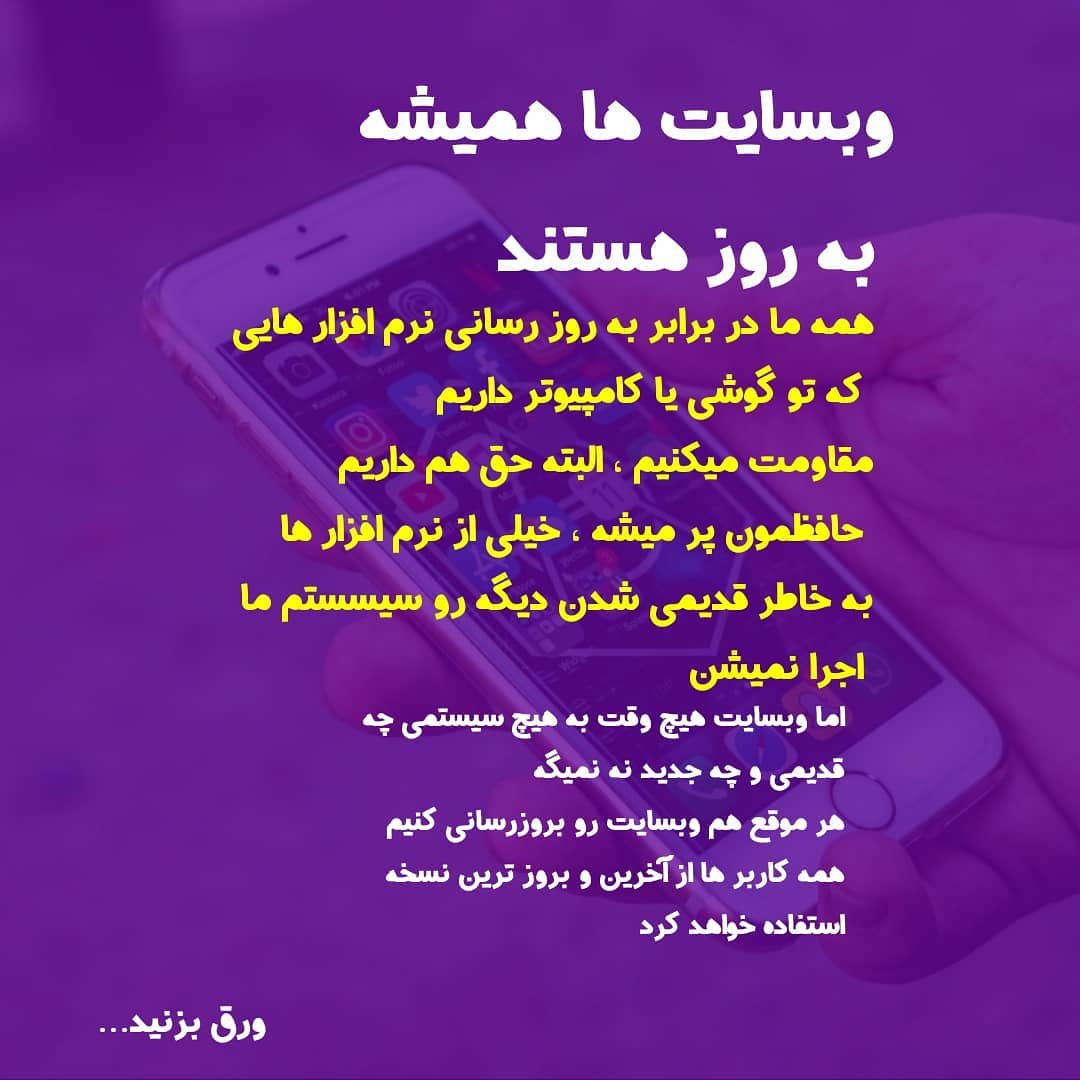 وبسایت ها همیشه
به روز هستند
همه ما در برابر به روز رسانی نرم افزار هایی
که تو گوشی یا کامپیوتر داریم
مقاومت میکنیم ، البته حق هم داریم
حافظمون پر میشه ، خیلی از نرم افزار ها
به خاطر قدیمی شدن دیگه رو سیسستم ما
اجرا نمیشن
اما وبسایت هیچ وقت به هیچ سیستمی چه
قدیمی و چه جدید نه نمیگه
هر موقع هم وبسایت رو بروزرسانی کنیم
همه کاربر ها از آخرین و بروز ترین نسخه
استفاده خواهد کرد
ورق بزنید...